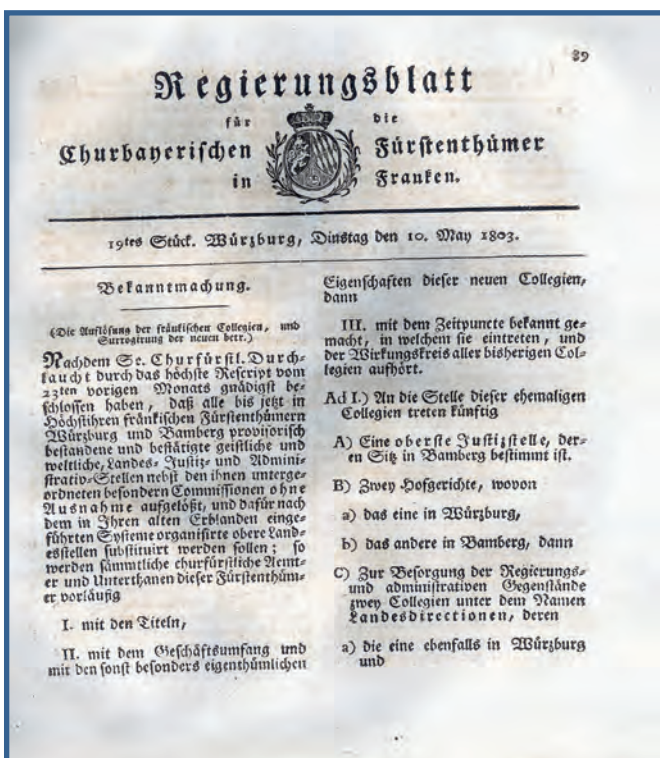 89
Regierungsblatt
für die
Churbayerischen Fürstenthümer
in Franken.
19tes Stück. Würzburg, Dinstag den 10. May 1803.
Bekanntmachung.
(Die Auflösung der fränkischen Collegien, und
Surrogirung der neuen betr.)
Nachdem Se. Churfürstl. Durch-
laucht durch das höchste Rescript vom
23ten vorigen Monats gnädigst be-
schlossen haben, daß alle bis jetzt in
Höchstihren fränkischen Fürstenthümern
Würzburg und Bamberg provisorisch
bestandene und bestätigte geistliche und
weltliche, Landes- Justiz- und Admini-
strativ-Stellen nebst den ihnen unterge-
ordneten besondern Commissionen ohne
Ausnahme aufgelößt, und dafür nach
dem in Ihren alten Erblanden einge-
führten Systeme organisirte obere Land-
esstellen substituirt werden sollen; so
werden sämmtliche churfürstliche Aemt-
er und Unterthanen dieser Fürstenthüm-
er vorläufig
I. mit den Titeln,
II. mit dem Geschäftsumfang und
mit den sonst besonders eigenthümlichen
Eigenschaften dieser neuen Collegien,
dann
III. mit dem Zeitpuncte bekannt ge-
macht, in welchem sie eintreten, und
der Wirkungskreis aller bisherigen Col-
legien aufhört.
Ad I.) An die Stelle dieser ehemaligen
Collegien treten künftig
A) Eine oberste Justizstelle, der-
en Sitz in Bamberg bestimmt ist.
B) Zwey Hofgerichte, wovon
a) das eine in Würzburg,
b) das andere in Bamberg, dann
C) Zur Besorgung der Regierungs-
und administrativen Gegenstände
zwey Collegien unter dem Namen
Landesdirectionen, deren
a) die eine ebenfalls in Würzburg
und